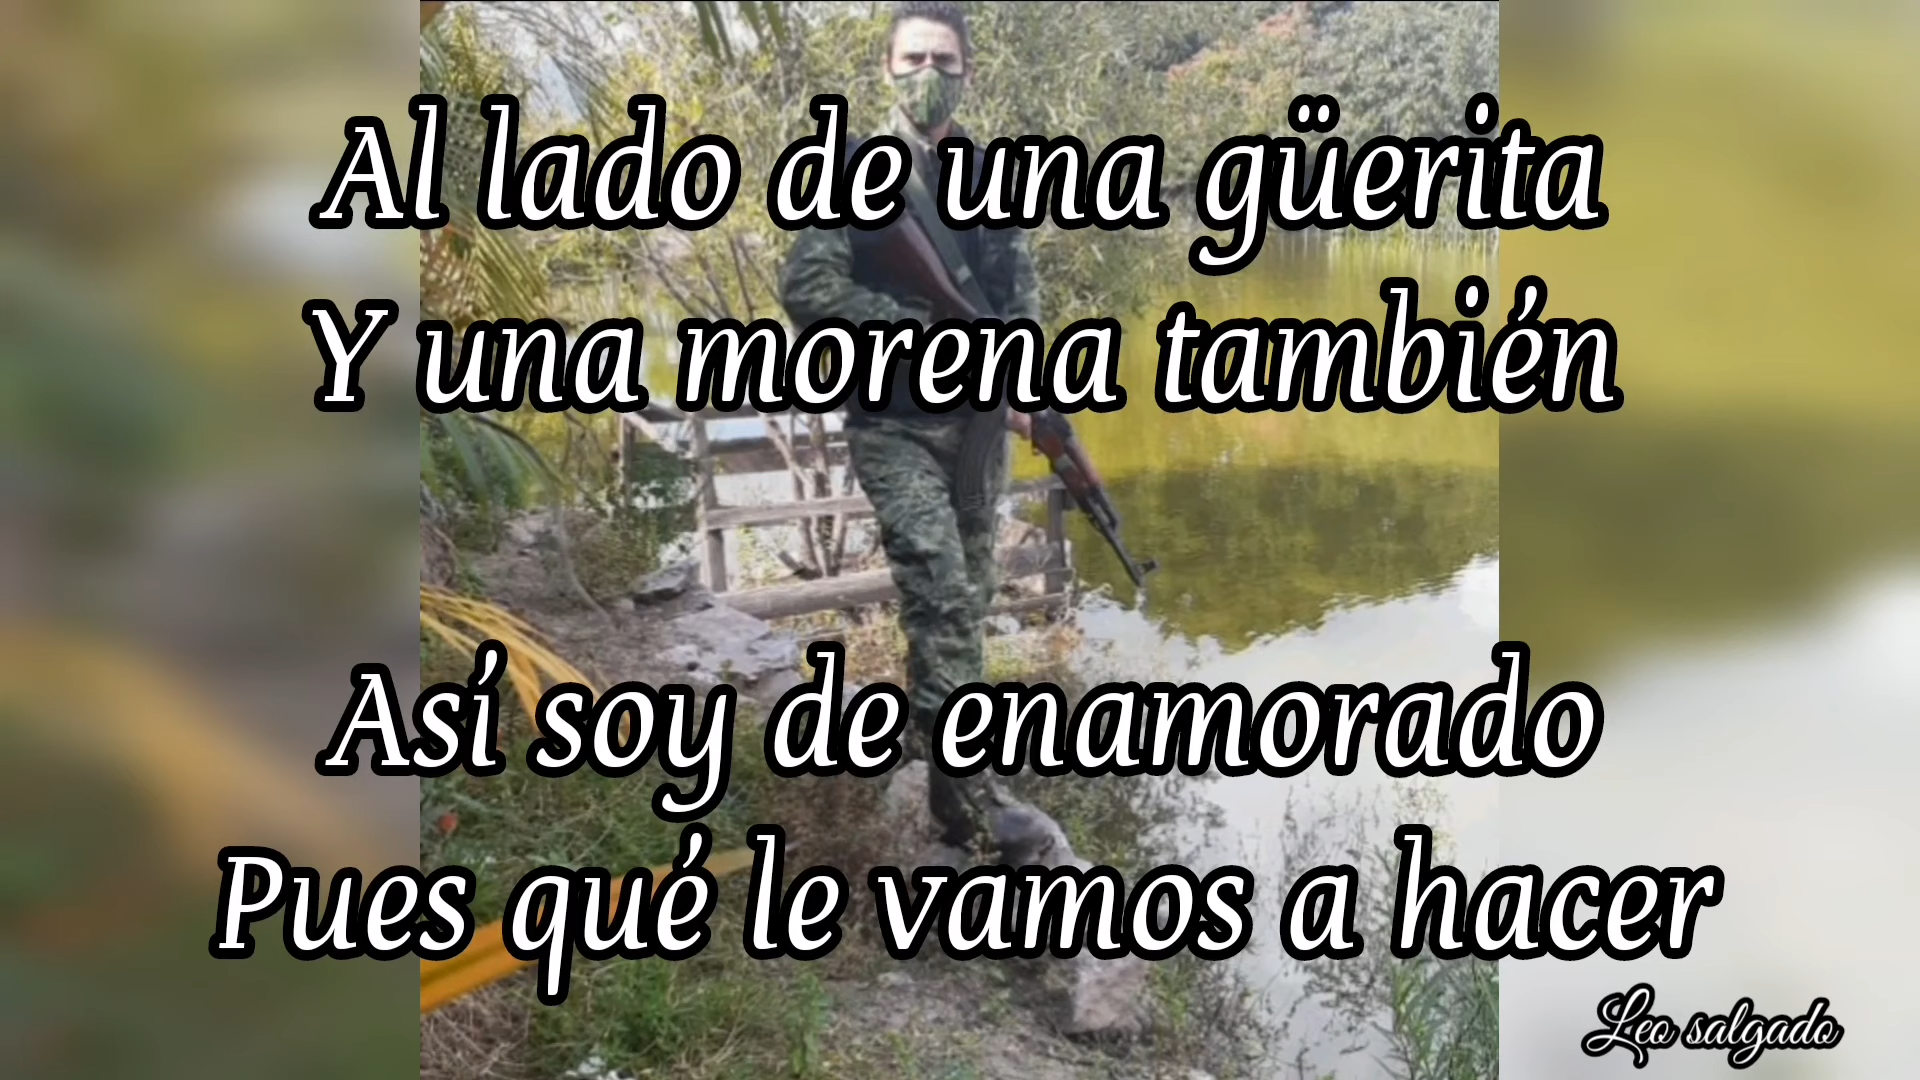 Al lado de una güerita
Y una morena también
Así soy de enamorado
Pues qué le vamos a hacer
Leo salgado